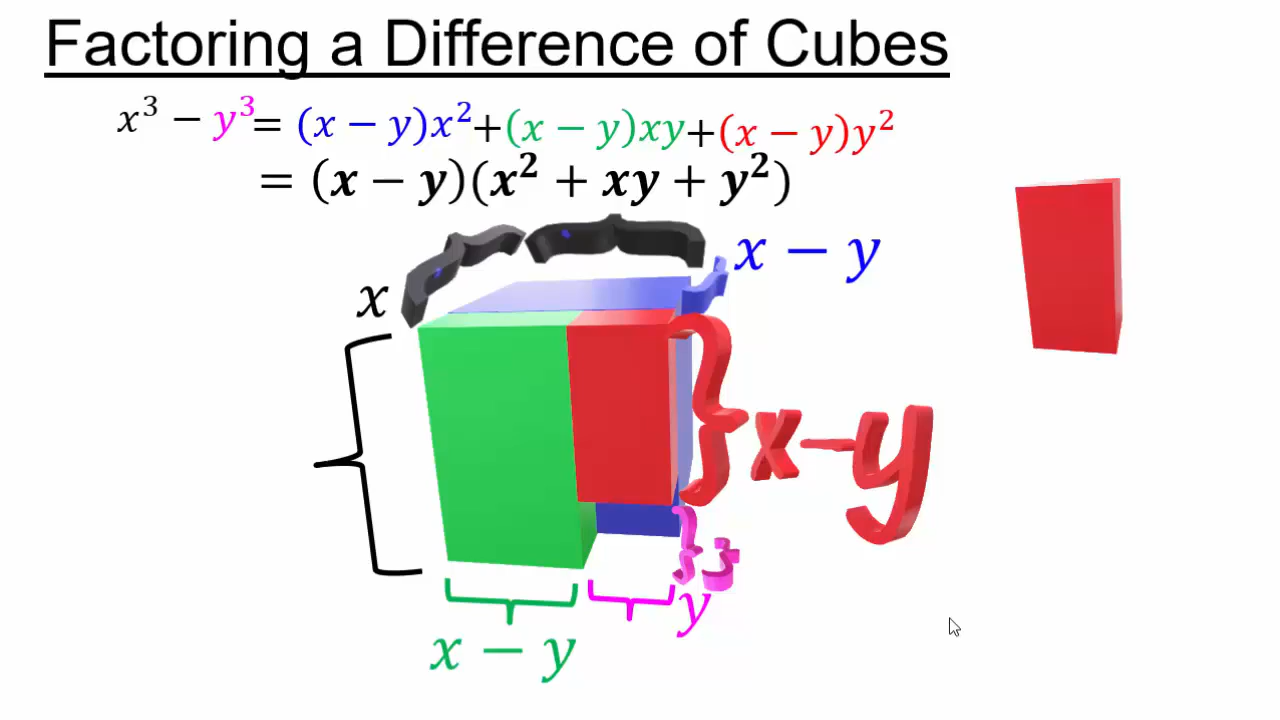 Factoring a Difference of Cubes
x³ − y³ = (x − y)x² + (x − y)xy + (x − y)y²
= (x − y)(x² + xy + y²)
x − y
x
x − y
y
y
x − y